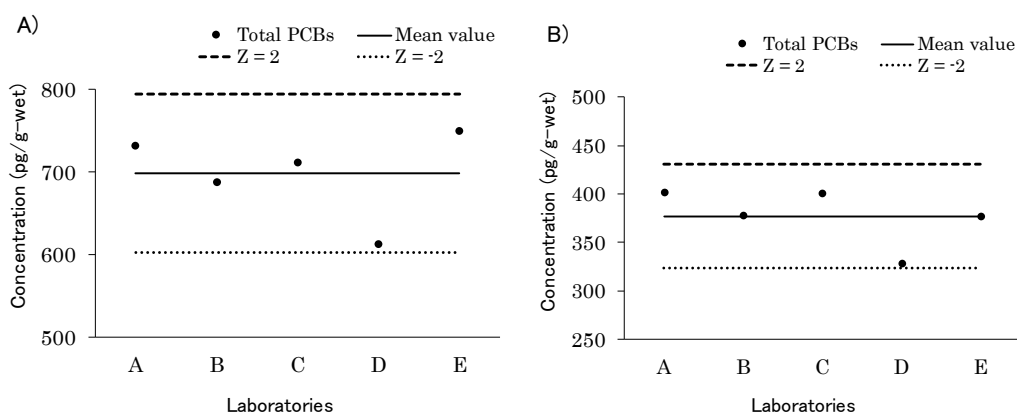 A)
Total PCBs
Mean value
Z = 2
Z = -2
Concentration (pg/g-wet)
800
700
600
500
A B C D E
Laboratories
B)
Total PCBs
Mean value
Z = 2
Z = -2
Concentration (pg/g-wet)
500
450
400
350
300
250
A B C D E
Laboratories